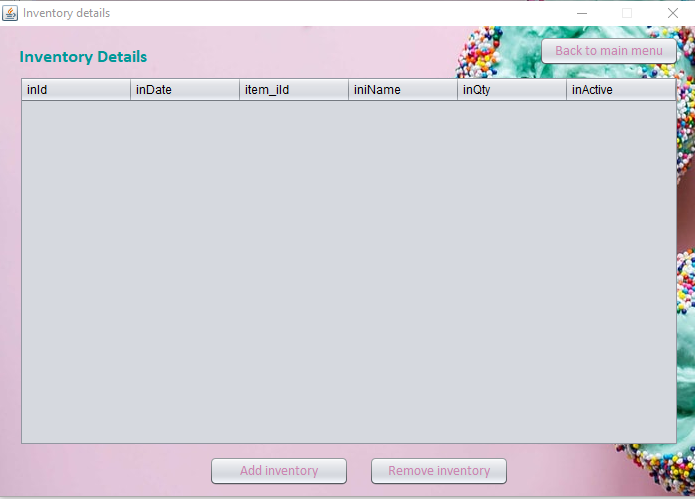 Inventory details
Back to main menu
Inventory Details
inId inDate item_iId iniName inQty inActive
Add inventory Remove inventory